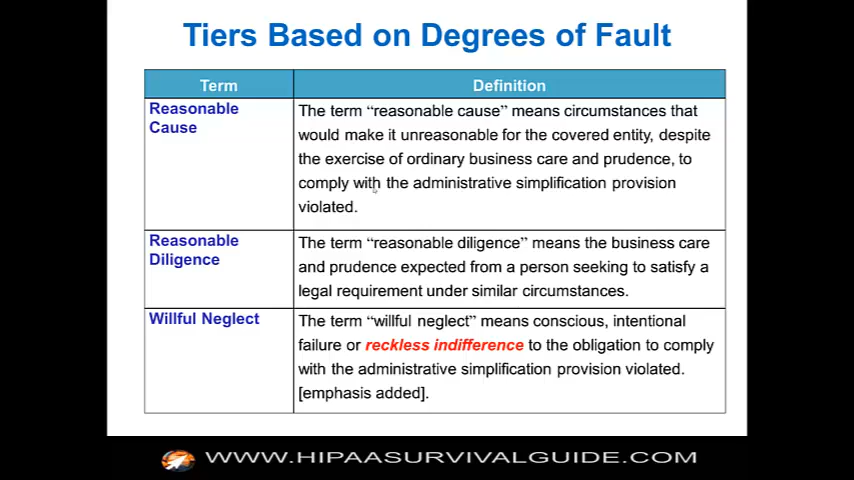 Tiers Based on Degrees of Fault
Term
Definition
Reasonable
Cause
The term “reasonable cause” means circumstances that
would make it unreasonable for the covered entity, despite
the exercise of ordinary business care and prudence, to
comply with the administrative simplification provision
violated.
Reasonable
Diligence
The term “reasonable diligence” means the business care
and prudence expected from a person seeking to satisfy a
legal requirement under similar circumstances.
Willful Neglect
The term “willful neglect” means conscious, intentional
failure or reckless indifference to the obligation to comply
with the administrative simplification provision violated.
[emphasis added].
WWW.HIPAASURVIVALGUIDE.COM